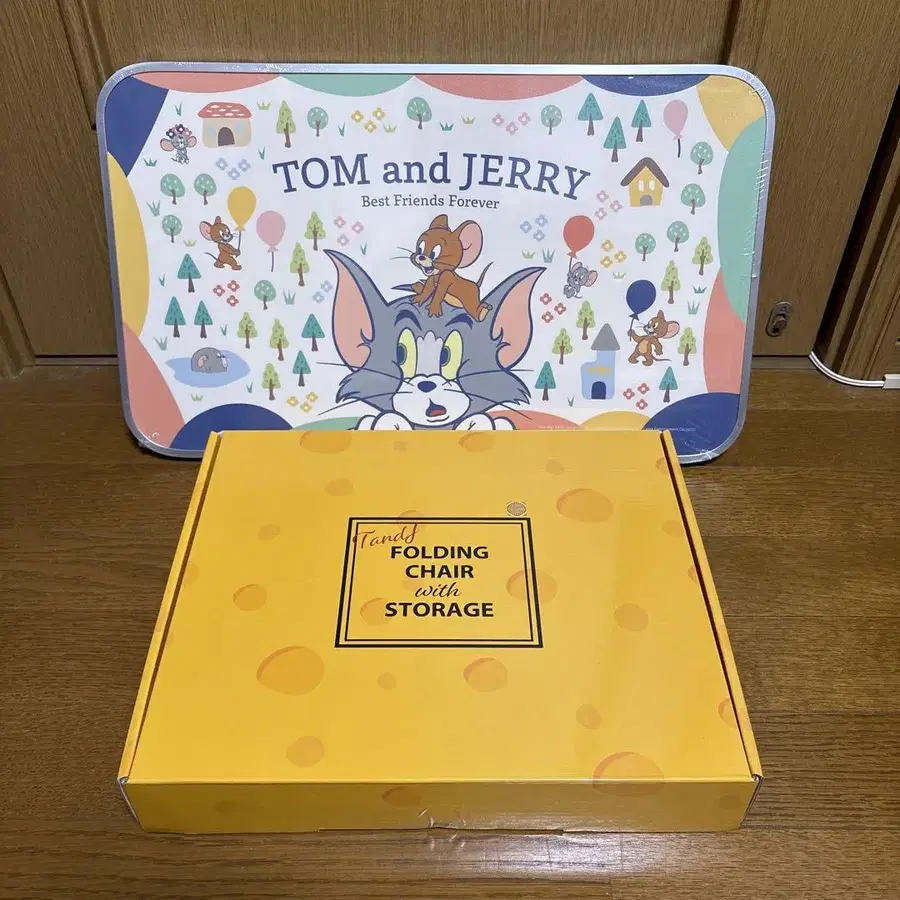 TOM and JERRY
Best Friends Forever
TandJ
FOLDING
CHAIR
with
STORAGE